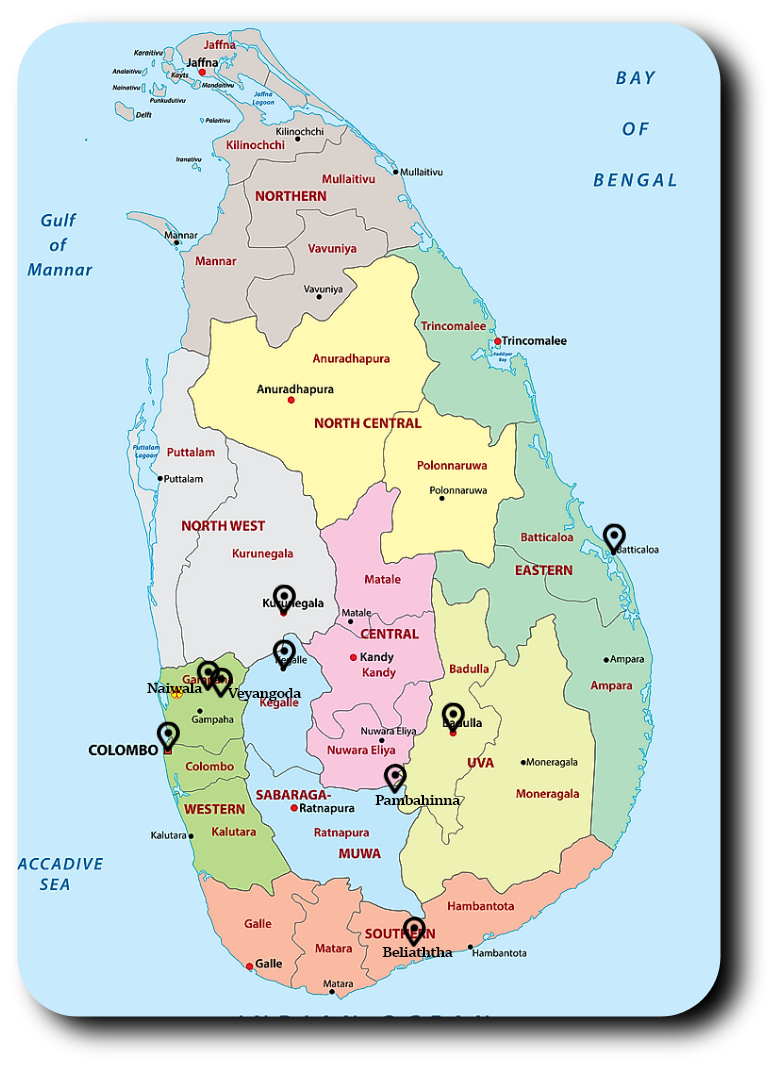 Jaffna
Karaitivu
Jaffna
Analaitivu
Kayts
Nainativu
Mandaitivu
Jaffna
Lagoon
Punkudutivu
Delft
Palaitivu
BAY
OF
BENGAL
Kilinochchi
Kilinochchi
Iranativu
Mullaitivu
Mullaitivu
NORTHERN
Gulf
of
Mannar
Mannar
Mannar
Vavuniya
Vavuniya
Trincomalee
Trincomalee
Anuradhapura
Anuradhapura
NORTH CENTRAL
Puttalam
Lagoon
Puttalam
Puttalam
Polonnaruwa
Polonnaruwa
NORTH WEST
Kurunegala
Batticaloa
Batticaloa
EASTERN
Matale
Kurunegala
Matale
CENTRAL
Kandy
Kandy
Kegalle
Kegalle
Badulla
Ampara
Ampara
Gampaha
Naiwala
Veyangoda
Gampaha
Badulla
Nuwara Eliya
Nuwara Eliya
COLOMBO
Colombo
UVA
Moneragala
Moneragala
Pambahinna
SABARAGA-
Ratnapura
WESTERN
Kalutara
Kalutara
Ratnapura
MUWA
ACCADIVE
SEA
Hambantota
Galle
SOUTHERN
Matara
Beliaththa
Hambantota
Galle
Matara